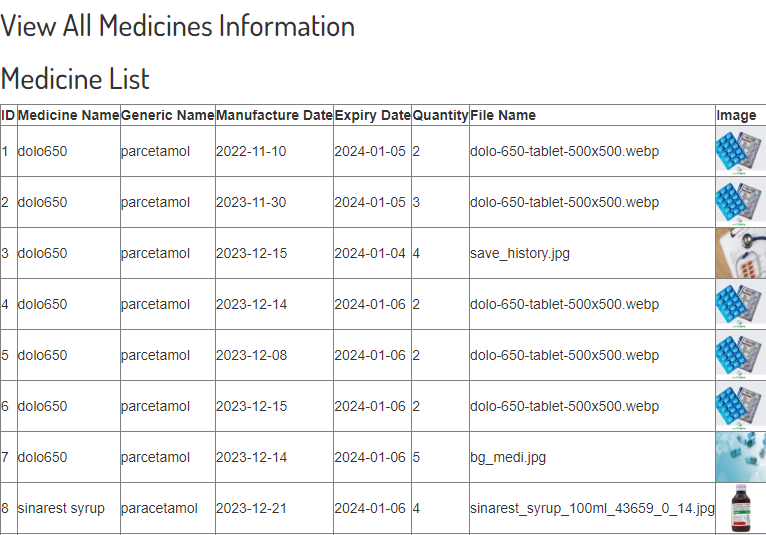 View All Medicines Information
Medicine List
ID Medicine Name Generic Name Manufacture Date Expiry Date Quantity File Name Image
1 dolo650 parcetamol 2022-11-10 2024-01-05 2 dolo-650-tablet-500x500.webp
2 dolo650 parcetamol 2023-11-30 2024-01-05 3 dolo-650-tablet-500x500.webp
3 dolo650 parcetamol 2023-12-15 2024-01-04 4 save_history.jpg
4 dolo650 parcetamol 2023-12-14 2024-01-06 2 dolo-650-tablet-500x500.webp
5 dolo650 parcetamol 2023-12-08 2024-01-06 2 dolo-650-tablet-500x500.webp
6 dolo650 parcetamol 2023-12-15 2024-01-06 2 dolo-650-tablet-500x500.webp
7 dolo650 parcetamol 2023-12-14 2024-01-06 5 bg_medi.jpg
8 sinarest syrup paracetamol 2023-12-21 2024-01-06 4 sinarest_syrup_100ml_43659_0_14.jpg